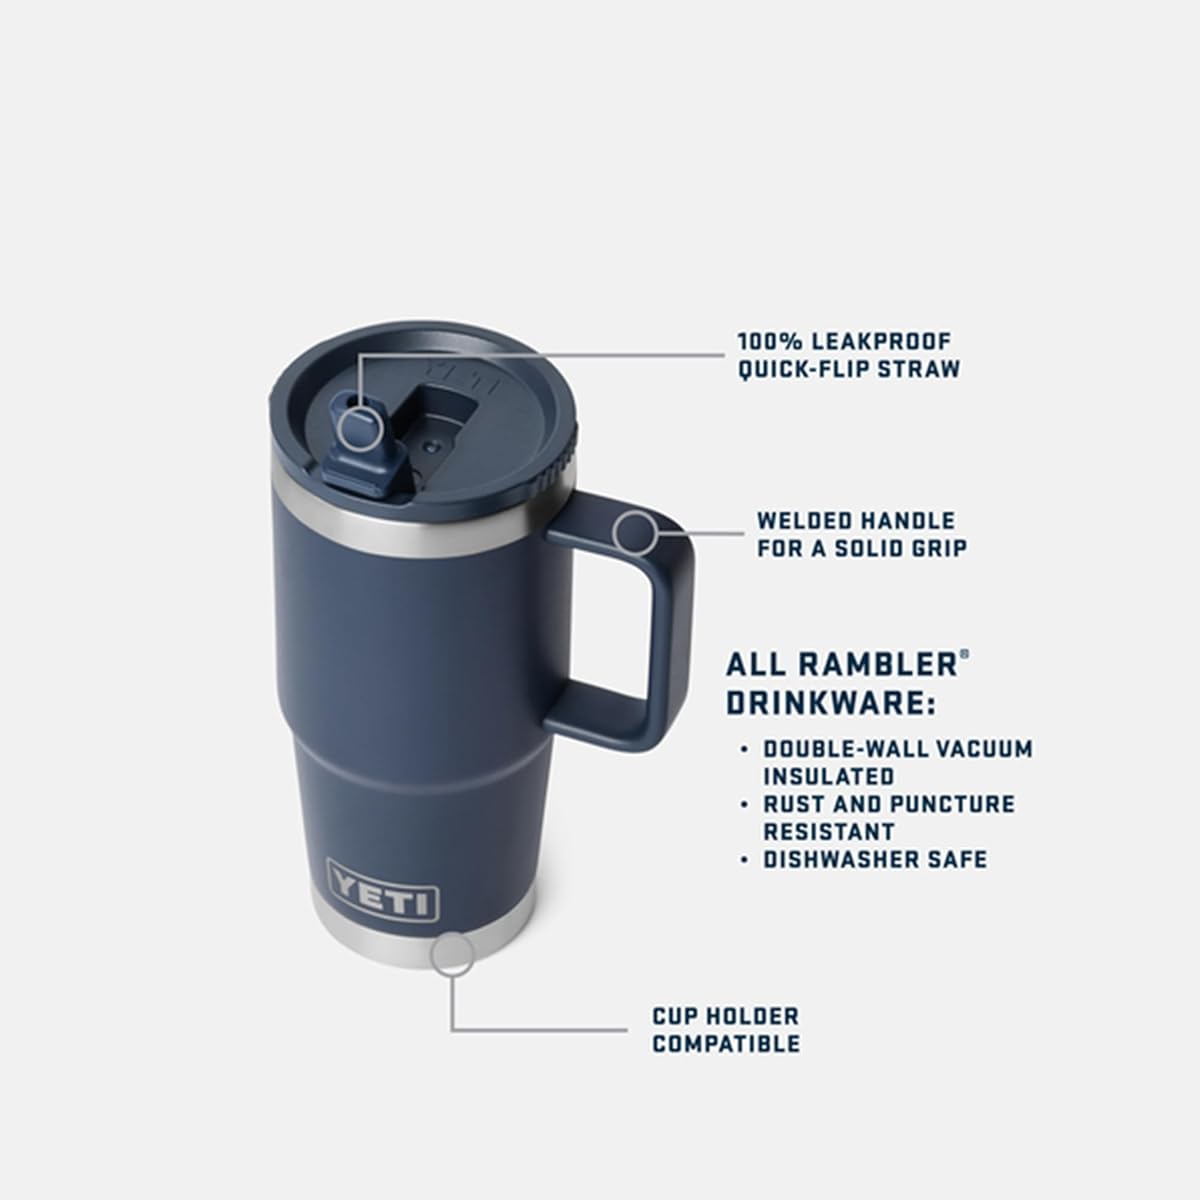 100% LEAKPROOF
QUICK-FLIP STRAW
YETI
WELDED HANDLE
FOR A SOLID GRIP
ALL RAMBLER®
DRINKWARE:
• DOUBLE-WALL VACUUM
INSULATED
• RUST AND PUNCTURE
RESISTANT
• DISHWASHER SAFE
YETI
CUP HOLDER
COMPATIBLE